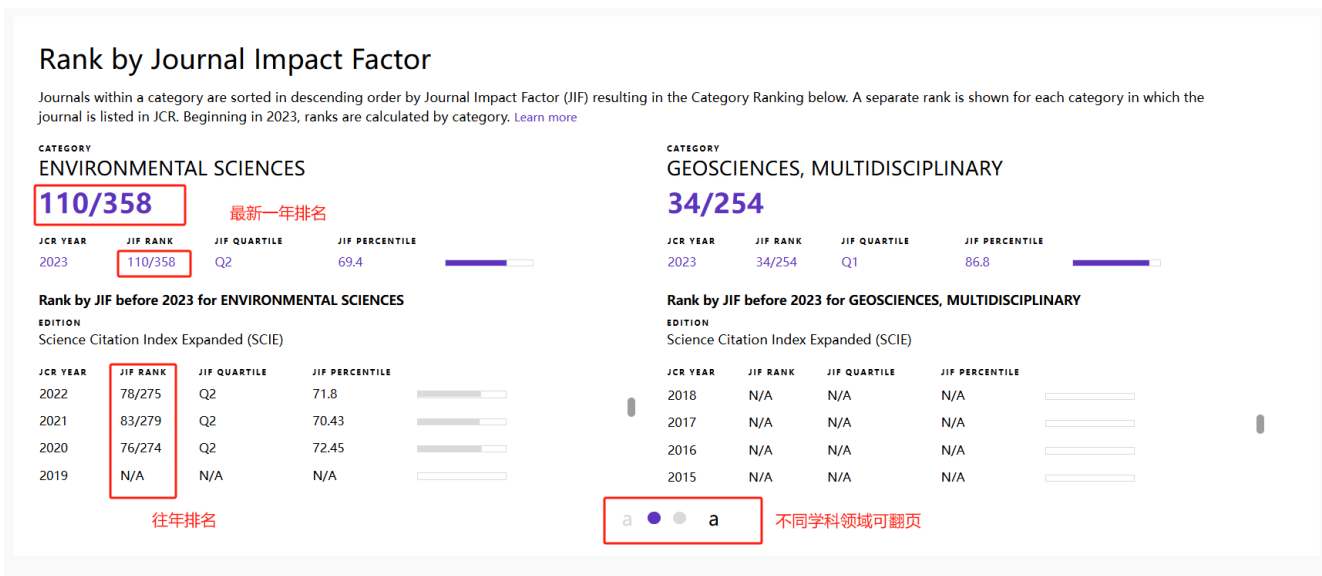 Rank by Journal Impact Factor
Journals within a category are sorted in descending order by Journal Impact Factor (JIF) resulting in the Category Ranking below. A separate rank is shown for each category in which the
journal is listed in JCR. Beginning in 2023, ranks are calculated by category. Learn more
CATEGORY
ENVIRONMENTAL SCIENCES
110/358
最新一年排名
JCR YEAR JIF RANK JIF QUARTILE JIF PERCENTILE
2023 110/358 Q2 69.4
Rank by JIF before 2023 for ENVIRONMENTAL SCIENCES
EDITION
Science Citation Index Expanded (SCIE)
JCR YEAR JIF RANK JIF QUARTILE JIF PERCENTILE
2022 78/275 Q2 71.8
2021 83/279 Q2 70.43
2020 76/274 Q2 72.45
2019 N/A N/A N/A
往年排名
CATEGORY
GEOSCIENCES, MULTIDISCIPLINARY
34/254
JCR YEAR JIF RANK JIF QUARTILE JIF PERCENTILE
2023 34/254 Q1 86.8
Rank by JIF before 2023 for GEOSCIENCES, MULTIDISCIPLINARY
EDITION
Science Citation Index Expanded (SCIE)
JCR YEAR JIF RANK JIF QUARTILE JIF PERCENTILE
2018 N/A N/A N/A
2017 N/A N/A N/A
2016 N/A N/A N/A
2015 N/A N/A N/A
a a
不同学科领域可翻页